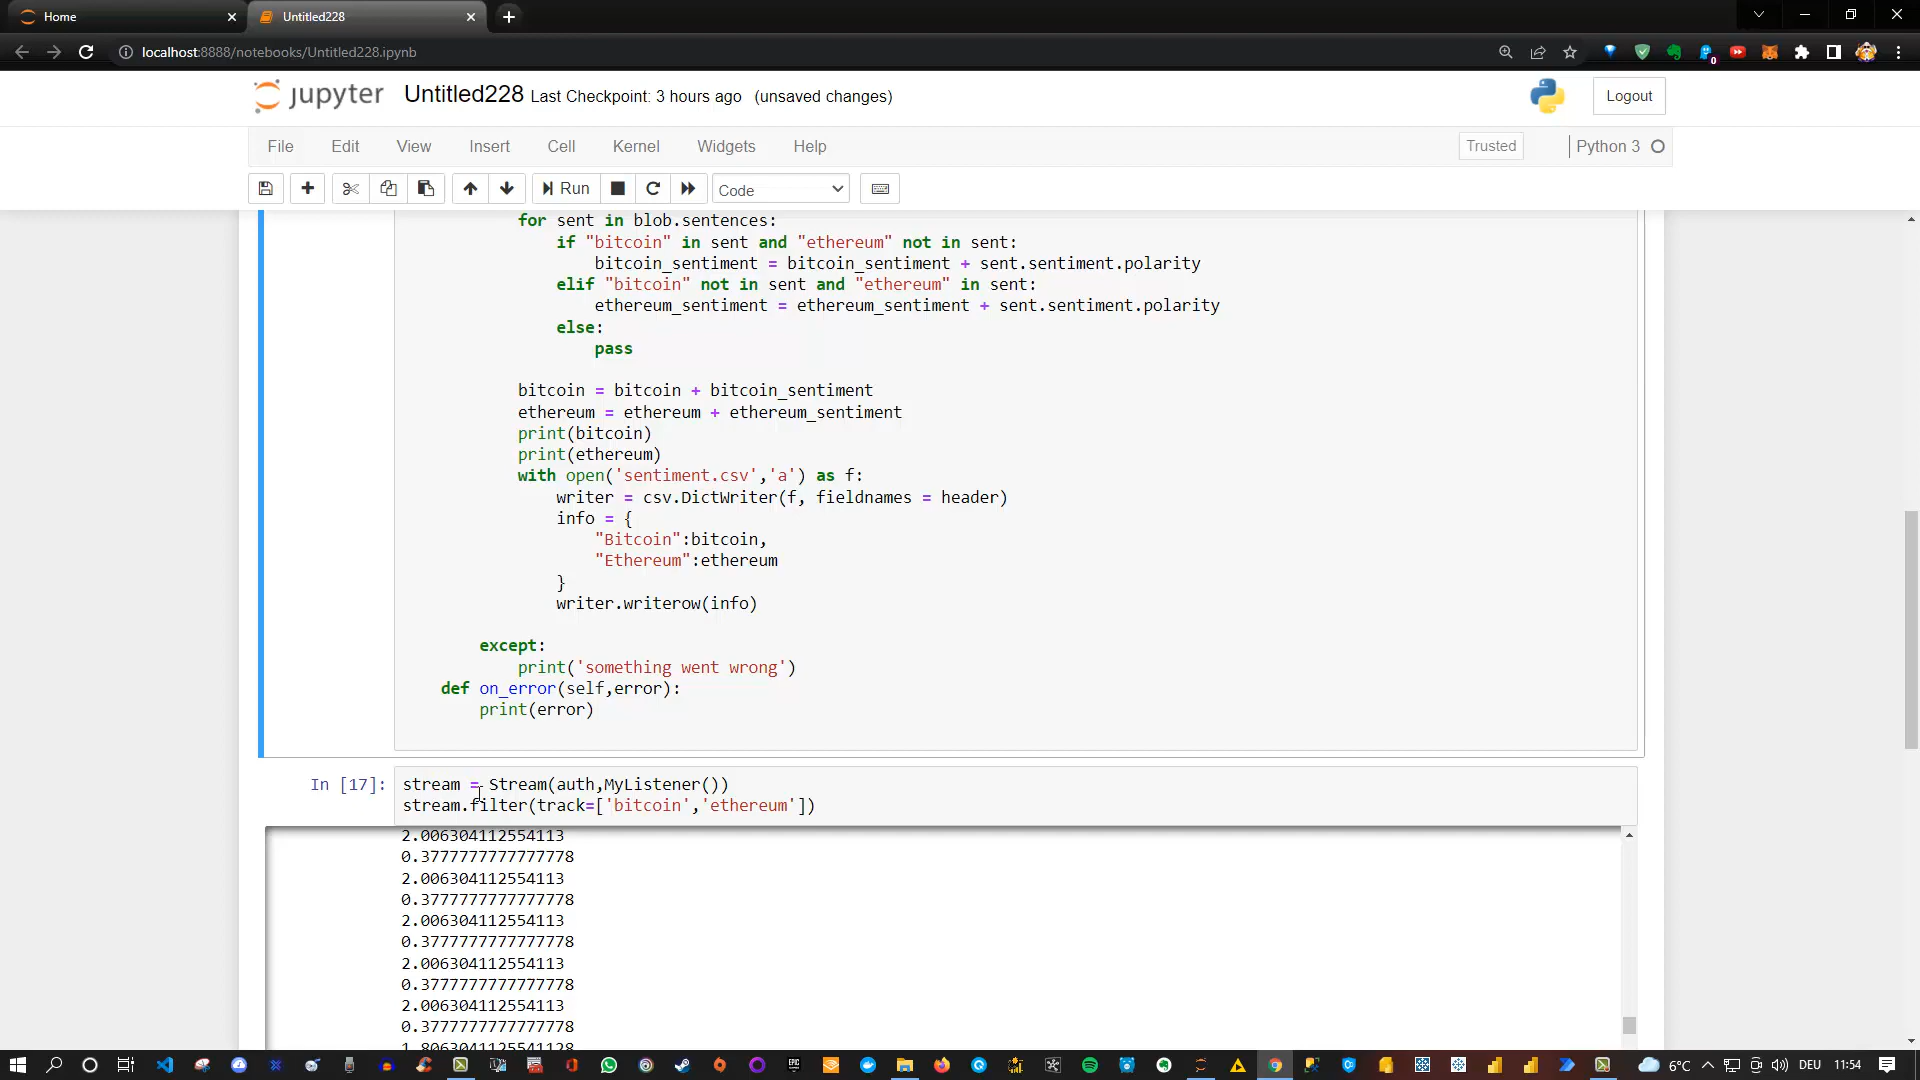 Home
Untitled228
localhost:8888/notebooks/Untitled228.ipynb
0
jupyter Untitled228 Last Checkpoint: 3 hours ago (unsaved changes)
Logout
File Edit View Insert Cell Kernel Widgets Help
Trusted
Python 3
Run
Code
for sent in blob.sentences:
if "bitcoin" in sent and "ethereum" not in sent:
bitcoin_sentiment = bitcoin_sentiment + sent.sentiment.polarity
elif "bitcoin" not in sent and "ethereum" in sent:
ethereum_sentiment = ethereum_sentiment + sent.sentiment.polarity
else:
pass
bitcoin = bitcoin + bitcoin_sentiment
ethereum = ethereum + ethereum_sentiment
print(bitcoin)
print(ethereum)
with open('sentiment.csv','a') as f:
writer = csv.DictWriter(f, fieldnames = header)
info = {
"Bitcoin":bitcoin,
"Ethereum":ethereum
}
writer.writerow(info)
except:
print('something went wrong')
def on_error(self,error):
print(error)
In [17]:
stream = Stream(auth,MyListener())
stream.filter(track=['bitcoin','ethereum'])
2.006304112554113
0.3777777777777778
2.006304112554113
0.3777777777777778
2.006304112554113
0.3777777777777778
2.006304112554113
0.3777777777777778
2.006304112554113
0.3777777777777778
1.8063041125541128
6°C
DEU
11:54